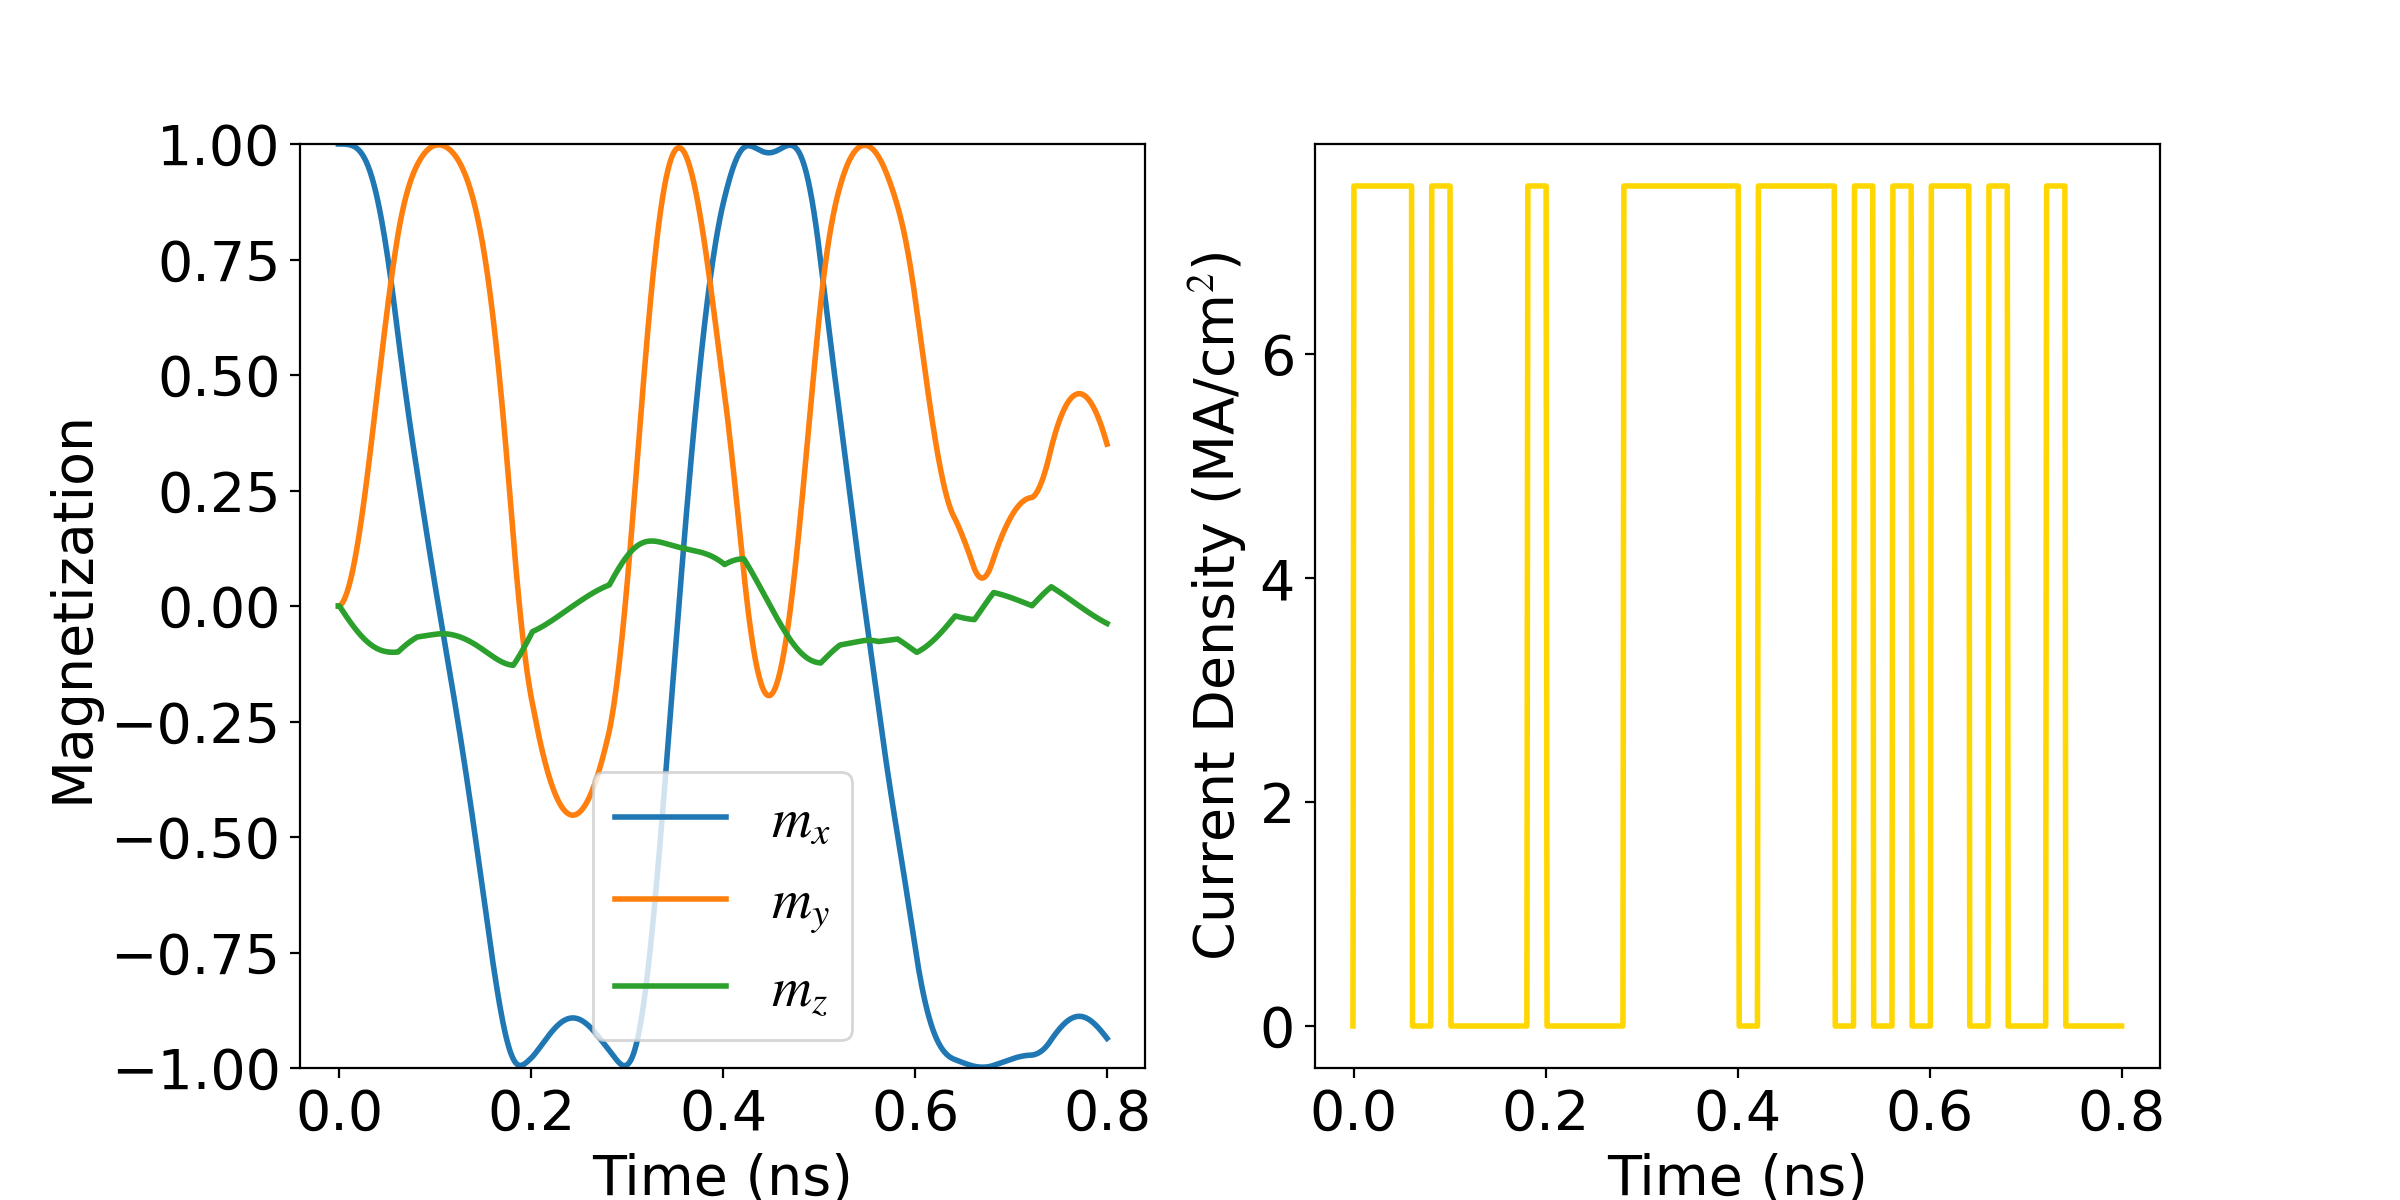 Magnetization
1.00
0.75
0.50
0.25
0.00
−0.25
−0.50
−0.75
−1.00
0.0 0.2 0.4 0.6 0.8
Time (ns)
m_x
m_y
m_z
Current Density (MA/cm²)
6
4
2
0
0.0 0.2 0.4 0.6 0.8
Time (ns)